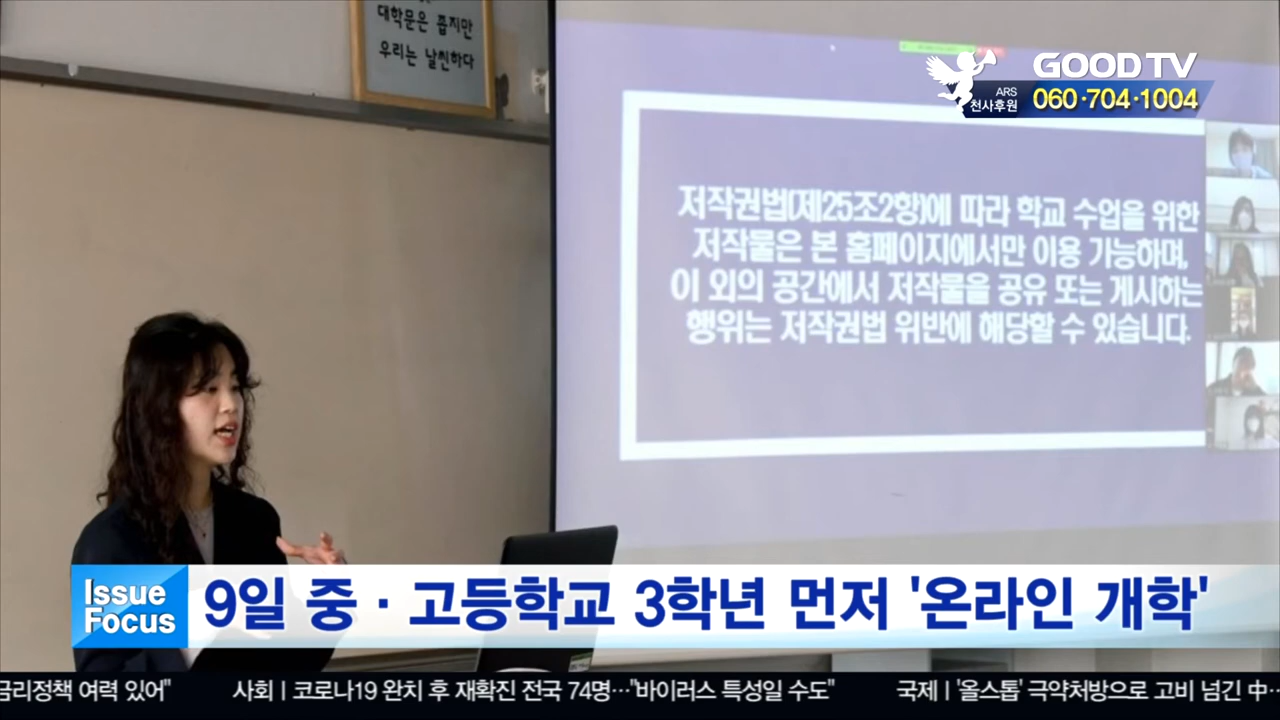 대학문은 좁지만
우리는 날씬하다
GOODTV
ARS
천사후원
060·704·1004
저작권법(제25조2항)에 따라 학교 수업을 위한
저작물은 본 홈페이지에서만 이용 가능하며,
이 외의 공간에서 저작물을 공유 또는 게시하는
행위는 저작권법 위반에 해당할 수 있습니다.
Issue
Focus
9일 중·고등학교 3학년 먼저 '온라인 개학'
금리정책 여력 있어" 사회 | 코로나19 완치 후 재확진 전국 74명…"바이러스 특성일 수도" 국제 | '올스톱' 극약처방으로 고비 넘긴 中…